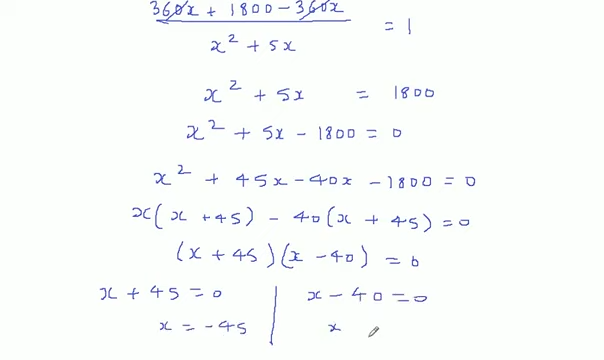 360x + 1800 - 360x / x² + 5x = 1
x² + 5x = 1800
x² + 5x - 1800 = 0
x² + 45x - 40x - 1800 = 0
x(x + 45) - 40(x + 45) = 0
(x + 45)(x - 40) = 0
x + 45 = 0 | x - 40 = 0
x = -45 | x